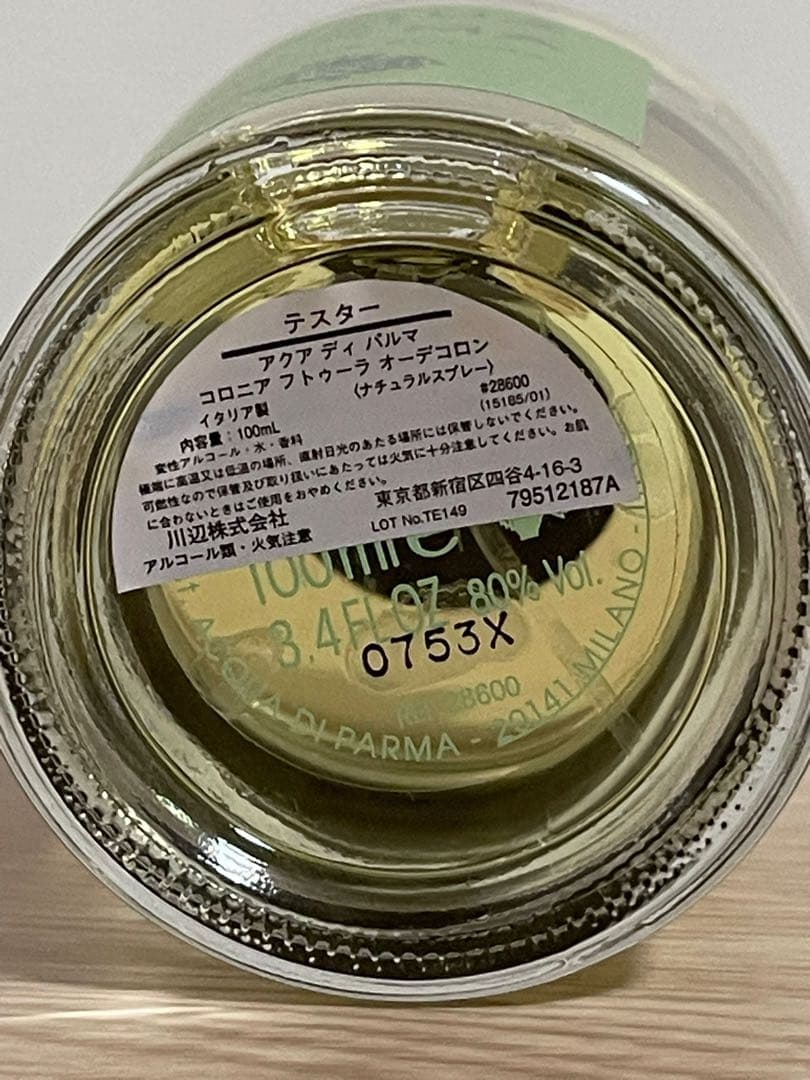 テスター
アクア ディ パルマ
コロニア フトゥーラ オーデコロン
(ナチュラルスプレー)
イタリア製
#28600
内容量:100mL
(15185/01)
変性アルコール・水・香料
極端に高温又は低温の場所、直射日光のあたる場所には保管しないでください。
可燃性なので保管及び取り扱いにあたっては火気に十分注意してください。お肌
に合わないときはご使用をおやめください。
川辺株式会社
東京都新宿区四谷4-16-3
アルコール類・火気注意
LOT No.TE149
79512187A
100ml e
3.4 FL OZ 80% Vol.
0753X
28600
ACQUA DI PARMA - 20141 MILANO -